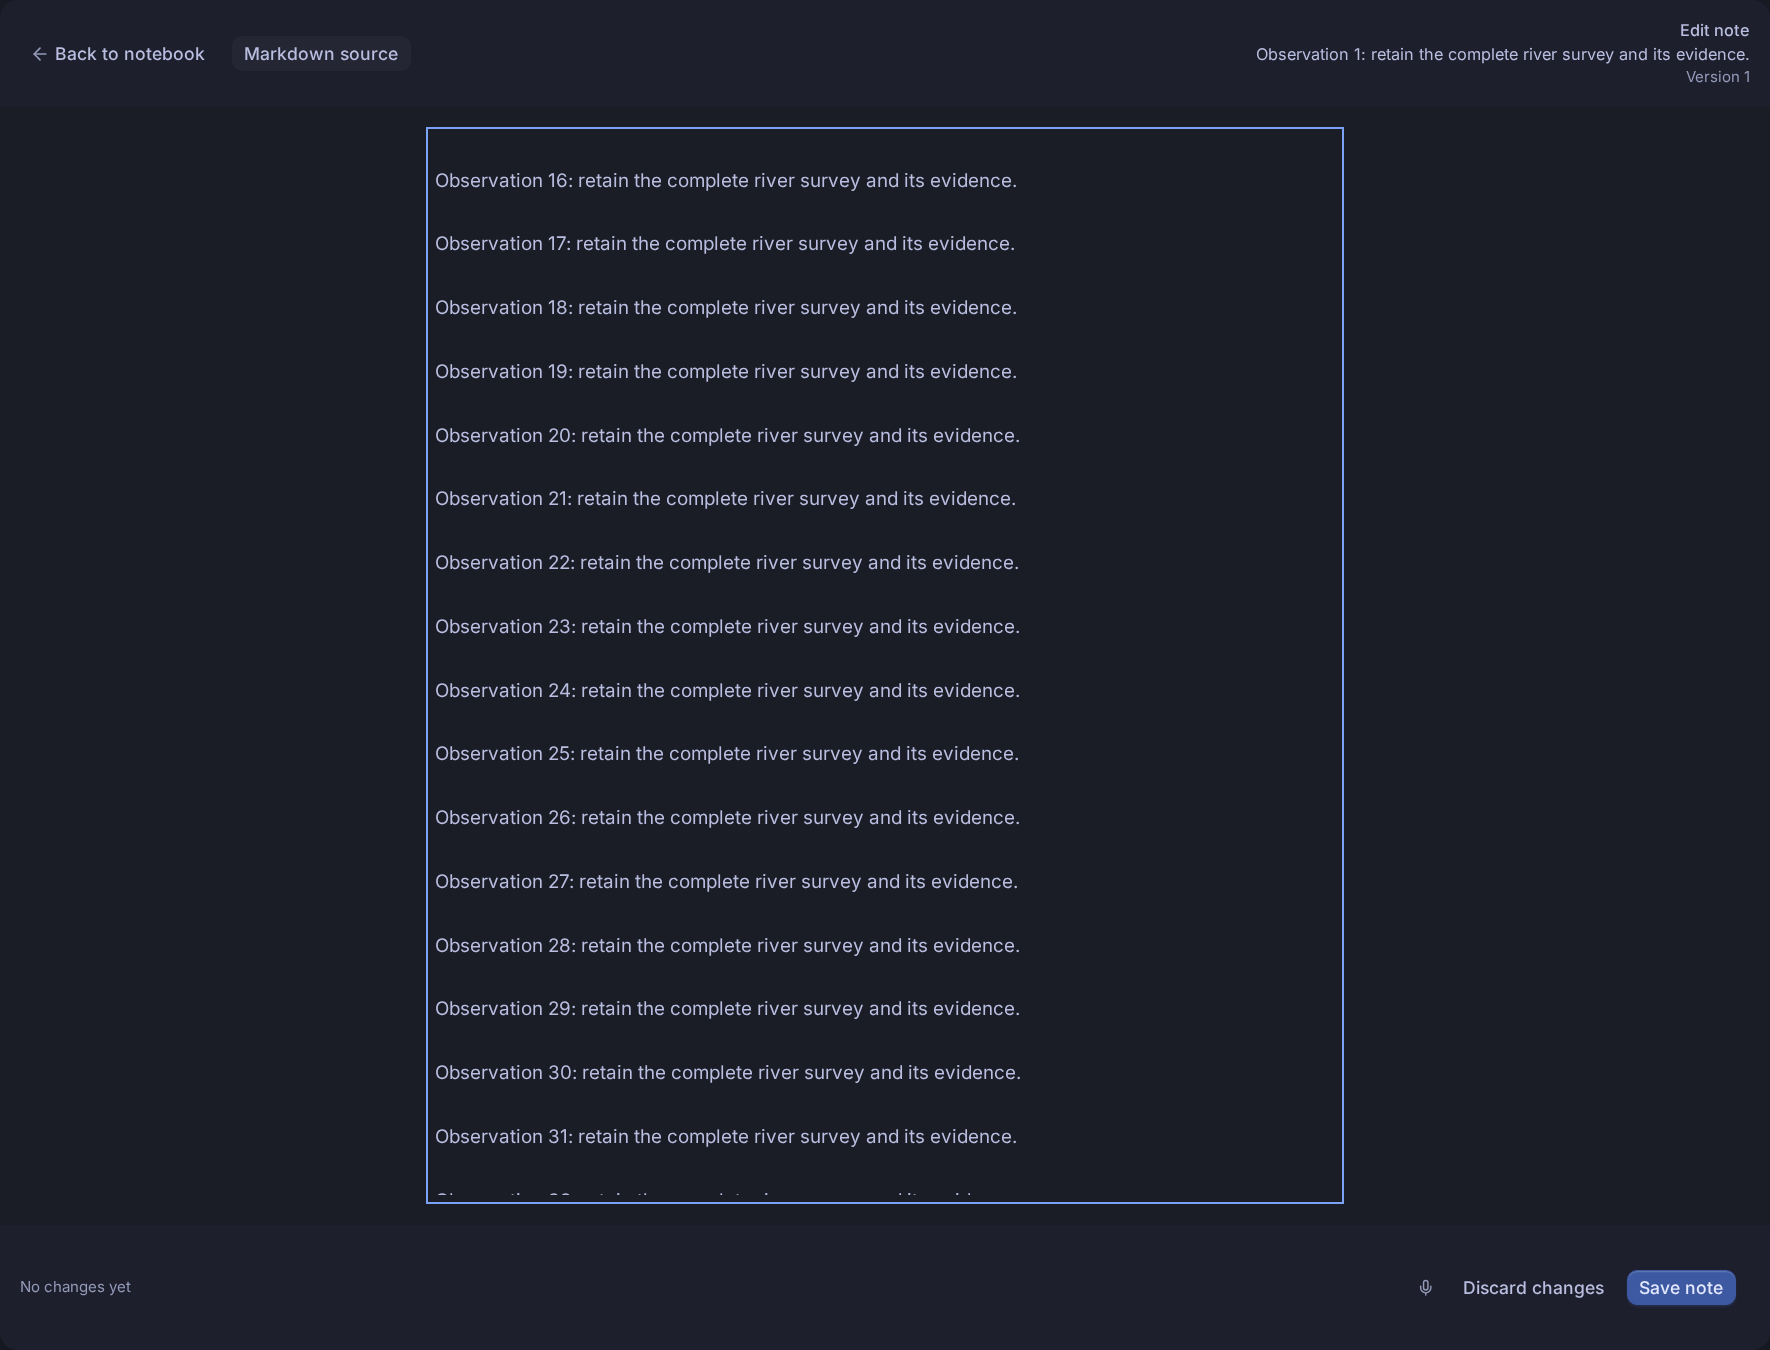 Back to notebook
Markdown source
Edit note
Observation 1: retain the complete river survey and its evidence.
Version 1
Observation 16: retain the complete river survey and its evidence.
Observation 17: retain the complete river survey and its evidence.
Observation 18: retain the complete river survey and its evidence.
Observation 19: retain the complete river survey and its evidence.
Observation 20: retain the complete river survey and its evidence.
Observation 21: retain the complete river survey and its evidence.
Observation 22: retain the complete river survey and its evidence.
Observation 23: retain the complete river survey and its evidence.
Observation 24: retain the complete river survey and its evidence.
Observation 25: retain the complete river survey and its evidence.
Observation 26: retain the complete river survey and its evidence.
Observation 27: retain the complete river survey and its evidence.
Observation 28: retain the complete river survey and its evidence.
Observation 29: retain the complete river survey and its evidence.
Observation 30: retain the complete river survey and its evidence.
Observation 31: retain the complete river survey and its evidence.
No changes yet
Discard changes
Save note